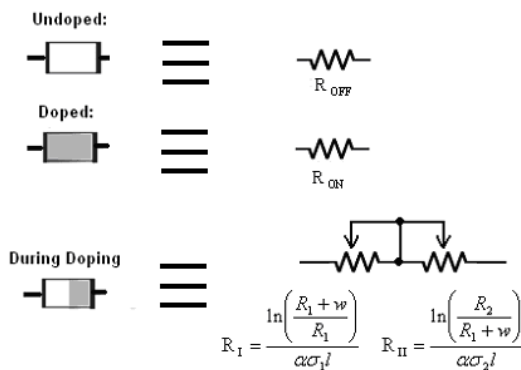 Undoped:
R OFF
Doped:
R ON
During Doping
R I = ln((R1 + w)/R1)/(ασ1l) R II = ln(R2/(R1 + w))/(ασ2l)